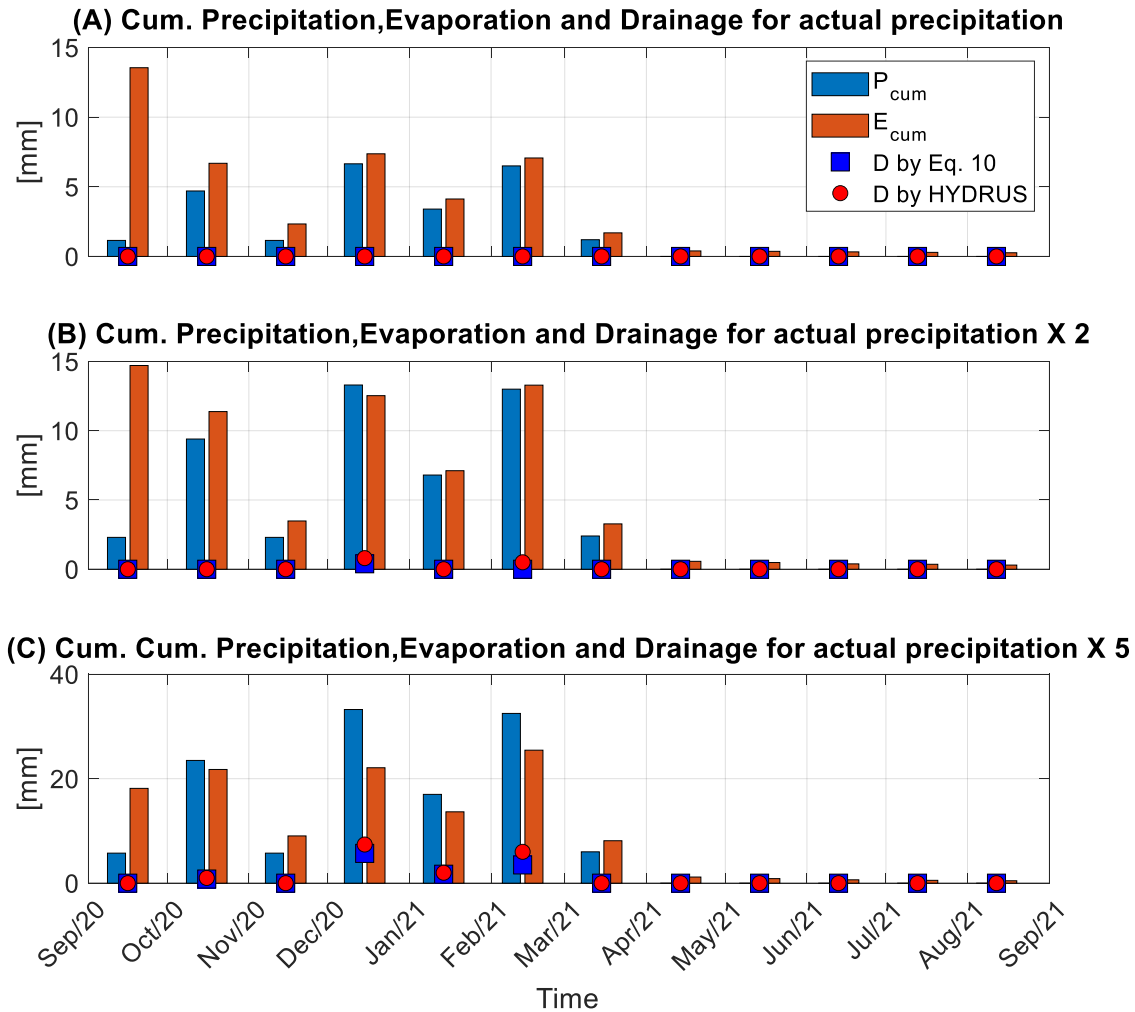 (A) Cum. Precipitation,Evaporation and Drainage for actual precipitation
15
10
5
0
[mm]
P_cum
E_cum
D by Eq. 10
D by HYDRUS
(B) Cum. Precipitation,Evaporation and Drainage for actual precipitation X 2
15
10
5
0
[mm]
(C) Cum. Cum. Precipitation,Evaporation and Drainage for actual precipitation X 5
40
20
0
[mm]
Sep/20
Oct/20
Nov/20
Dec/20
Jan/21
Feb/21
Mar/21
Apr/21
May/21
Jun/21
Jul/21
Aug/21
Sep/21
Time